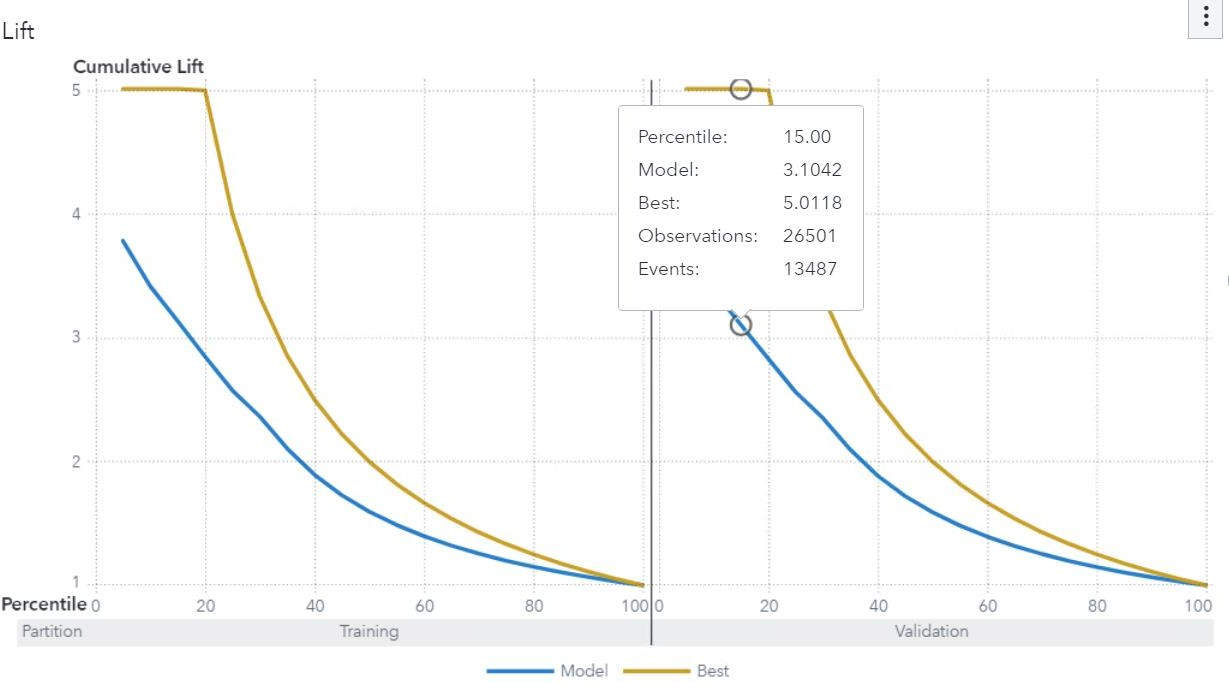 Lift
Cumulative Lift
5
4
3
2
1
Percentile: 15.00
Model: 3.1042
Best: 5.0118
Observations: 26501
Events: 13487
Percentile 0 20 40 60 80 100 0 20 40 60 80 100
Partition Training Validation
Model Best